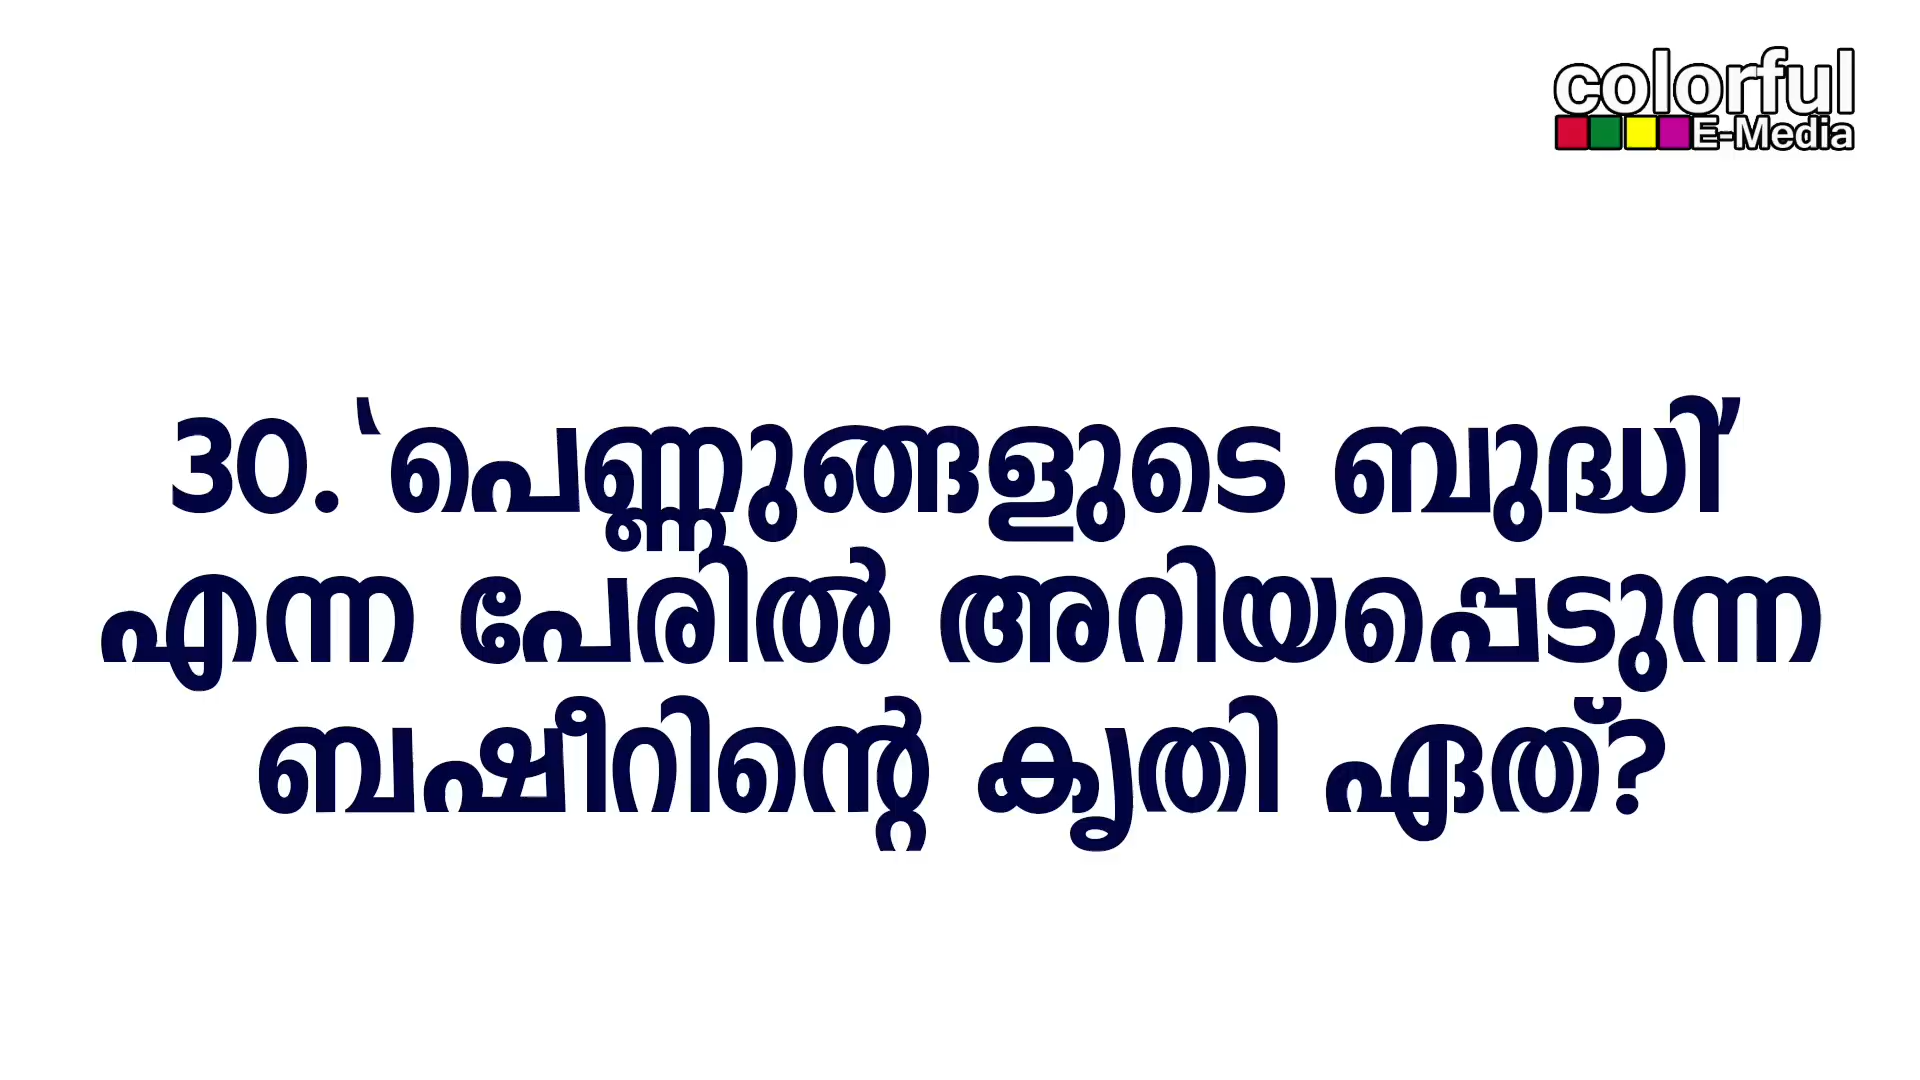 colorful
E-Media
30.‘പെണ്ണുങ്ങളുടെ ബുദ്ധി’
എന്ന പേരിൽ അറിയപ്പെടുന്ന
ബഷീറിന്റെ കൃതി ഏത്?